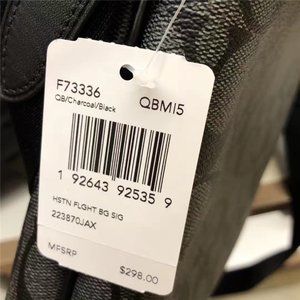 F73336 QBMI5
QB/Charcoal/Black
1 92643 92535 9
HSTN FLGHT BG SIG
223870JAX
MFSRP $298.00